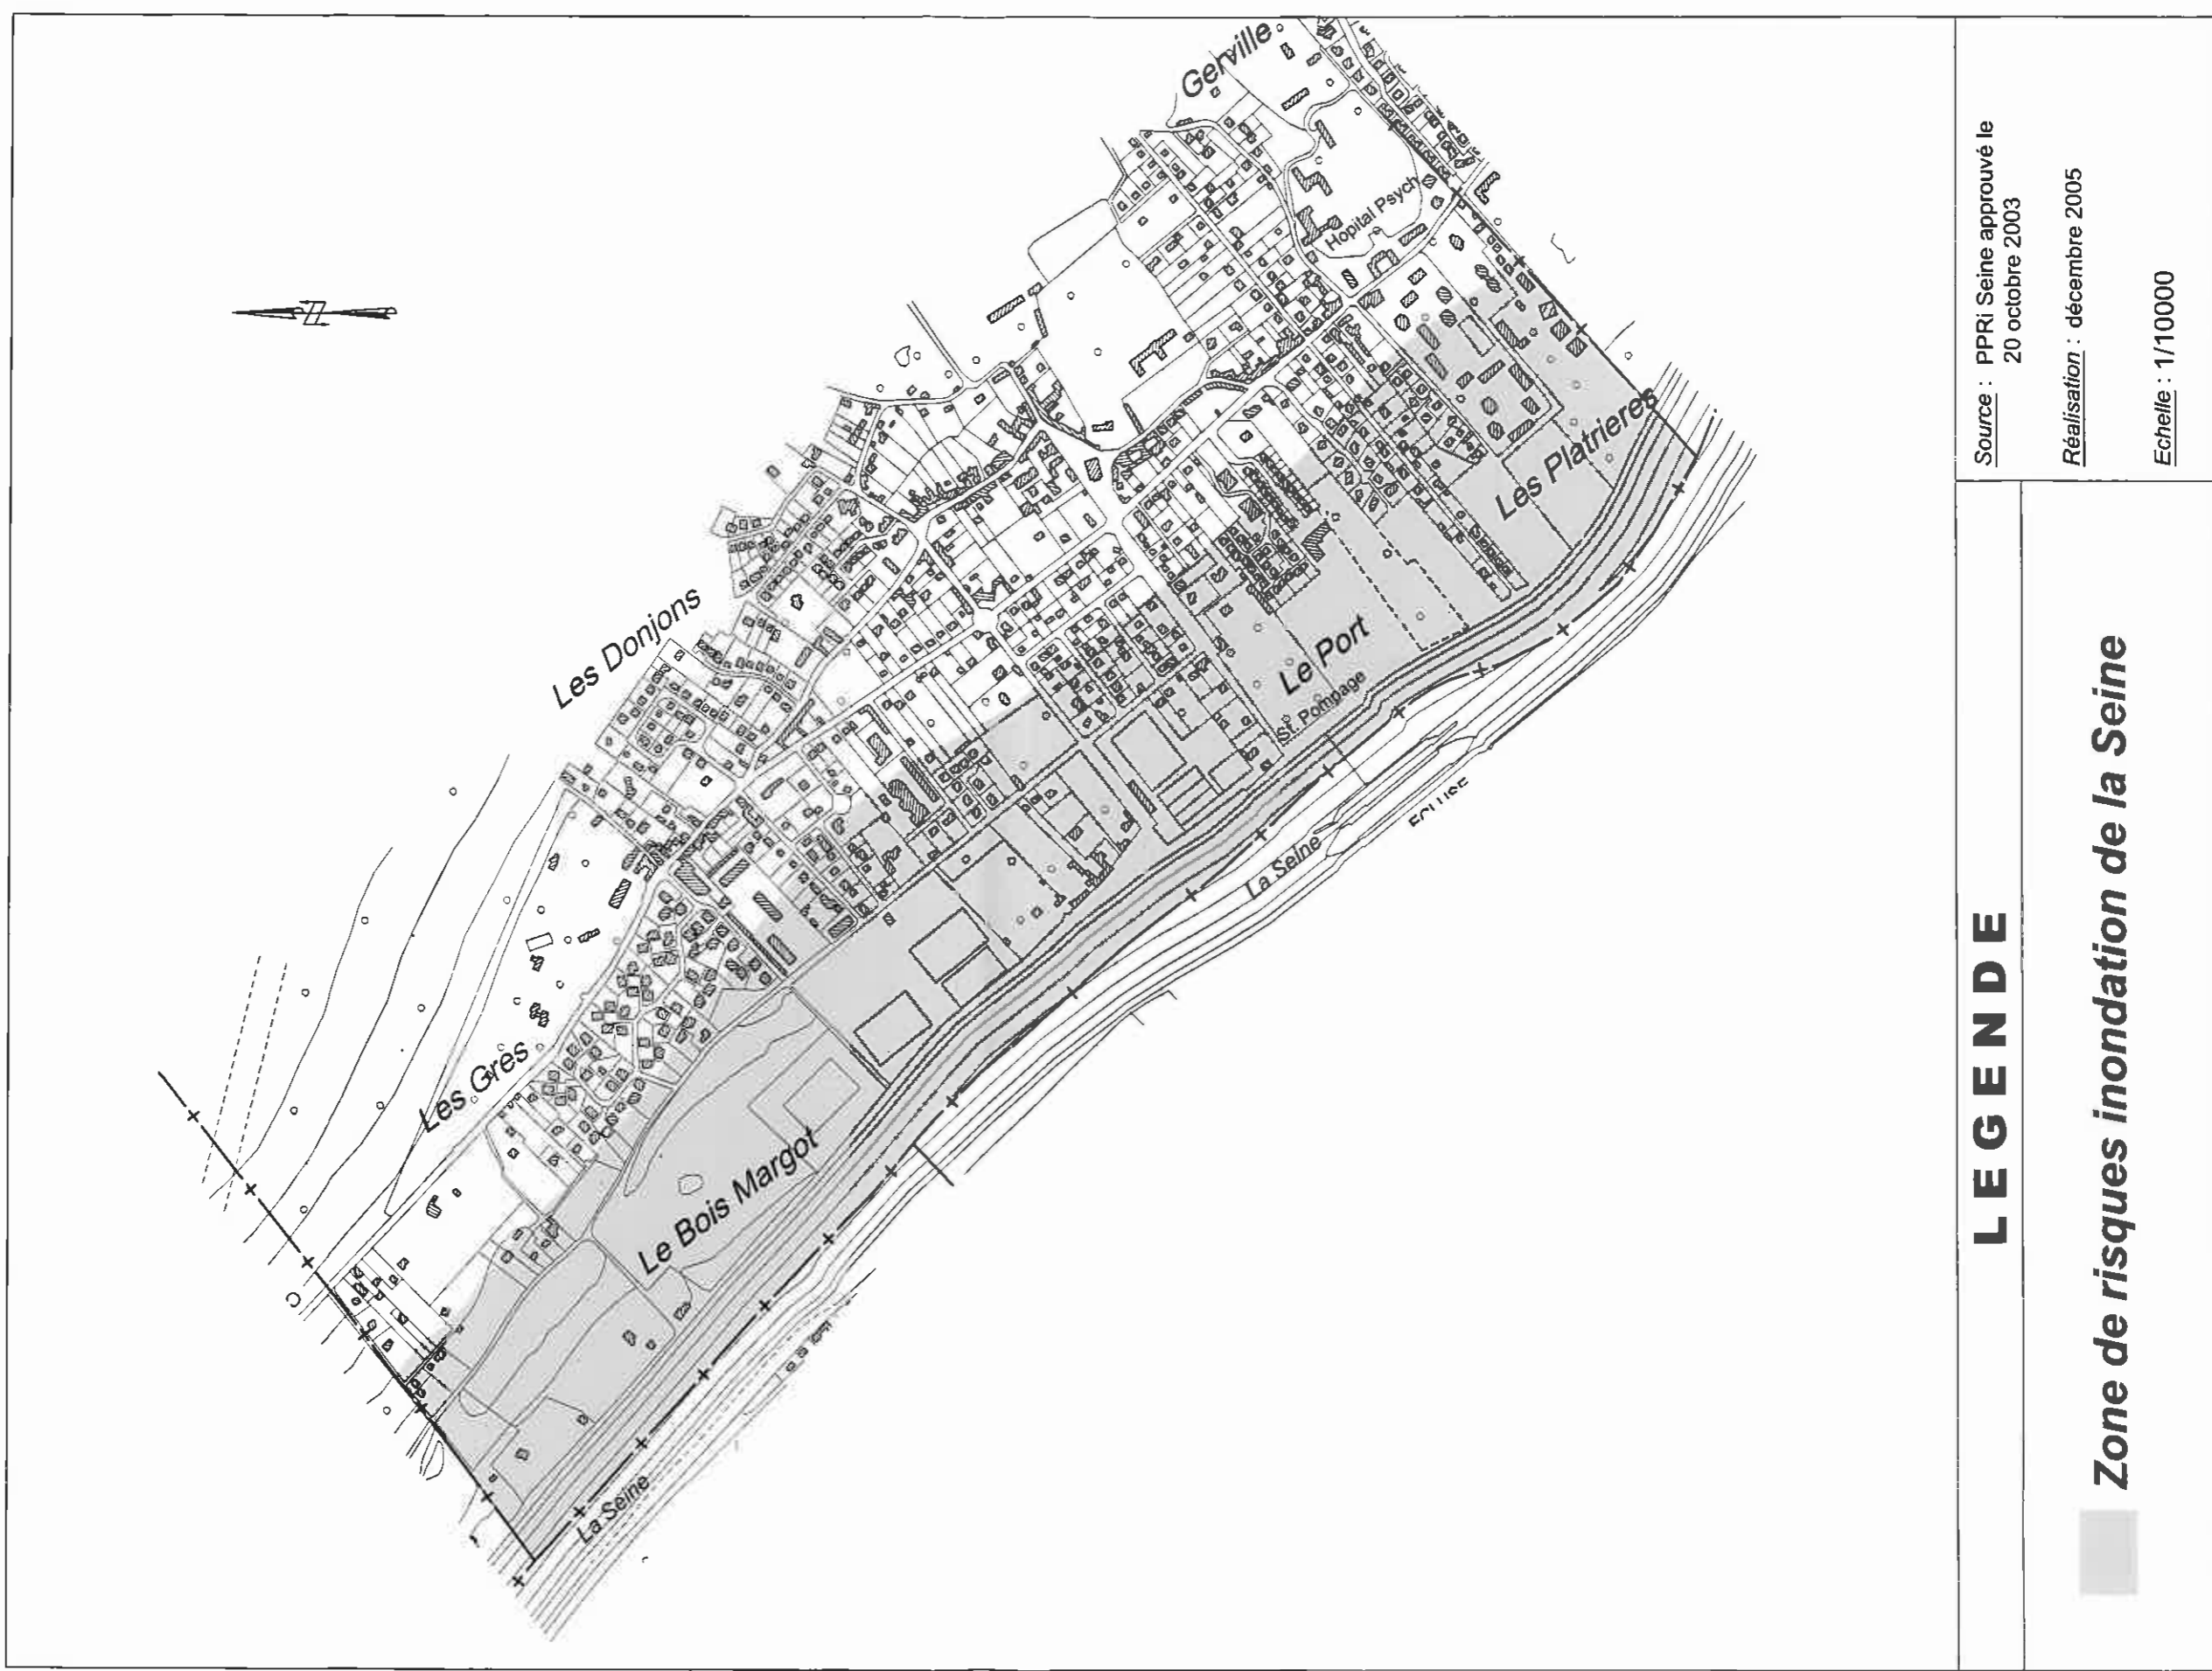 Gerville
Hopital Psych
Les Donjons
Les Platrieres
Le Port
St. Pompage
Les Gres
La Seine
ECLUSE
Le Bois Margot
La Seine
LEGENDE
Zone de risques inondation de la Seine
Source : PPRi Seine approuvé le
20 octobre 2003
Réalisation : décembre 2005
Echelle : 1/10000